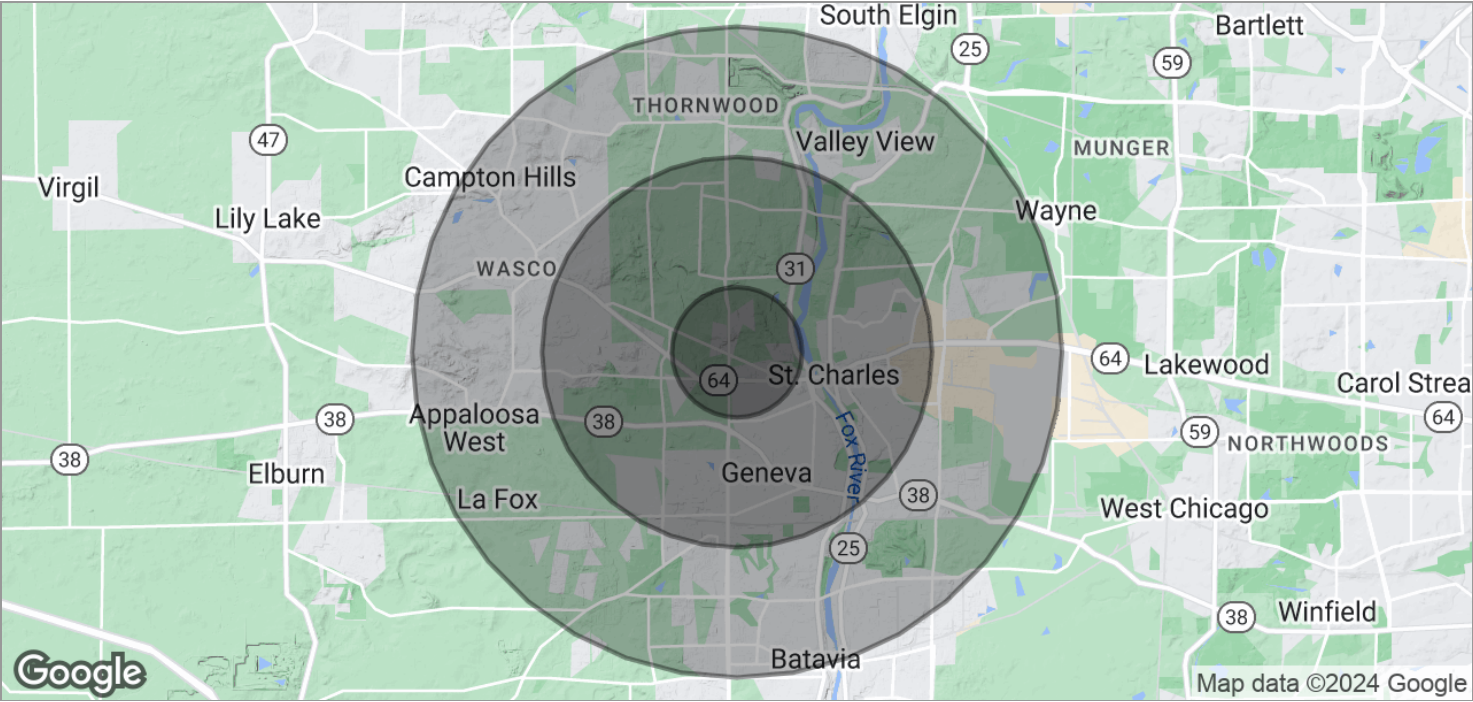 South Elgin
Bartlett
25
59
THORNWOOD
47
Valley View
MUNGER
Campton Hills
Virgil
Lily Lake
Wayne
WASCO
31
64
Lakewood
64
St. Charles
Carol Strea
38
Appaloosa
West
38
64
Fox River
59
NORTHWOODS
38
Elburn
Geneva
La Fox
38
West Chicago
25
Winfield
38
Batavia
Google
Map data ©2024 Google